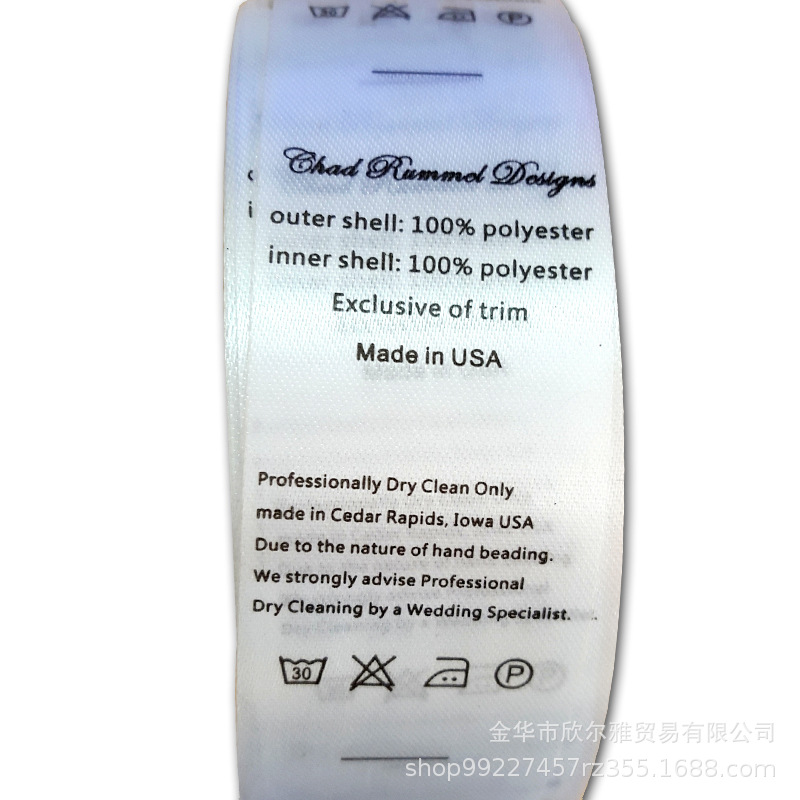 Chad Rummel Designs
outer shell: 100% polyester
inner shell: 100% polyester
Exclusive of trim
Made in USA
Professionally Dry Clean Only
made in Cedar Rapids, Iowa USA
Due to the nature of hand beading.
We strongly advise Professional
Dry Cleaning by a Wedding Specialist.
30
P
金华市欣尔雅贸易有限公司
shop99227457rz355.1688.com